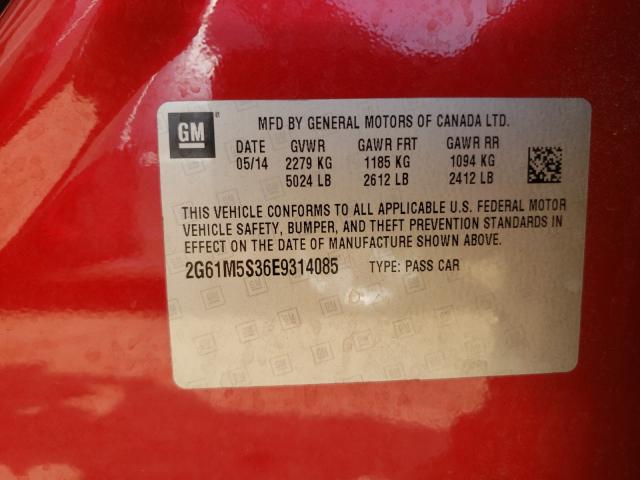 GM
MFD BY GENERAL MOTORS OF CANADA LTD.
DATE GVWR GAWR FRT GAWR RR
05/14 2279 KG 1185 KG 1094 KG
5024 LB 2612 LB 2412 LB
THIS VEHICLE CONFORMS TO ALL APPLICABLE U.S. FEDERAL MOTOR
VEHICLE SAFETY, BUMPER, AND THEFT PREVENTION STANDARDS IN
EFFECT ON THE DATE OF MANUFACTURE SHOWN ABOVE.
2G61M5S36E9314085 TYPE: PASS CAR